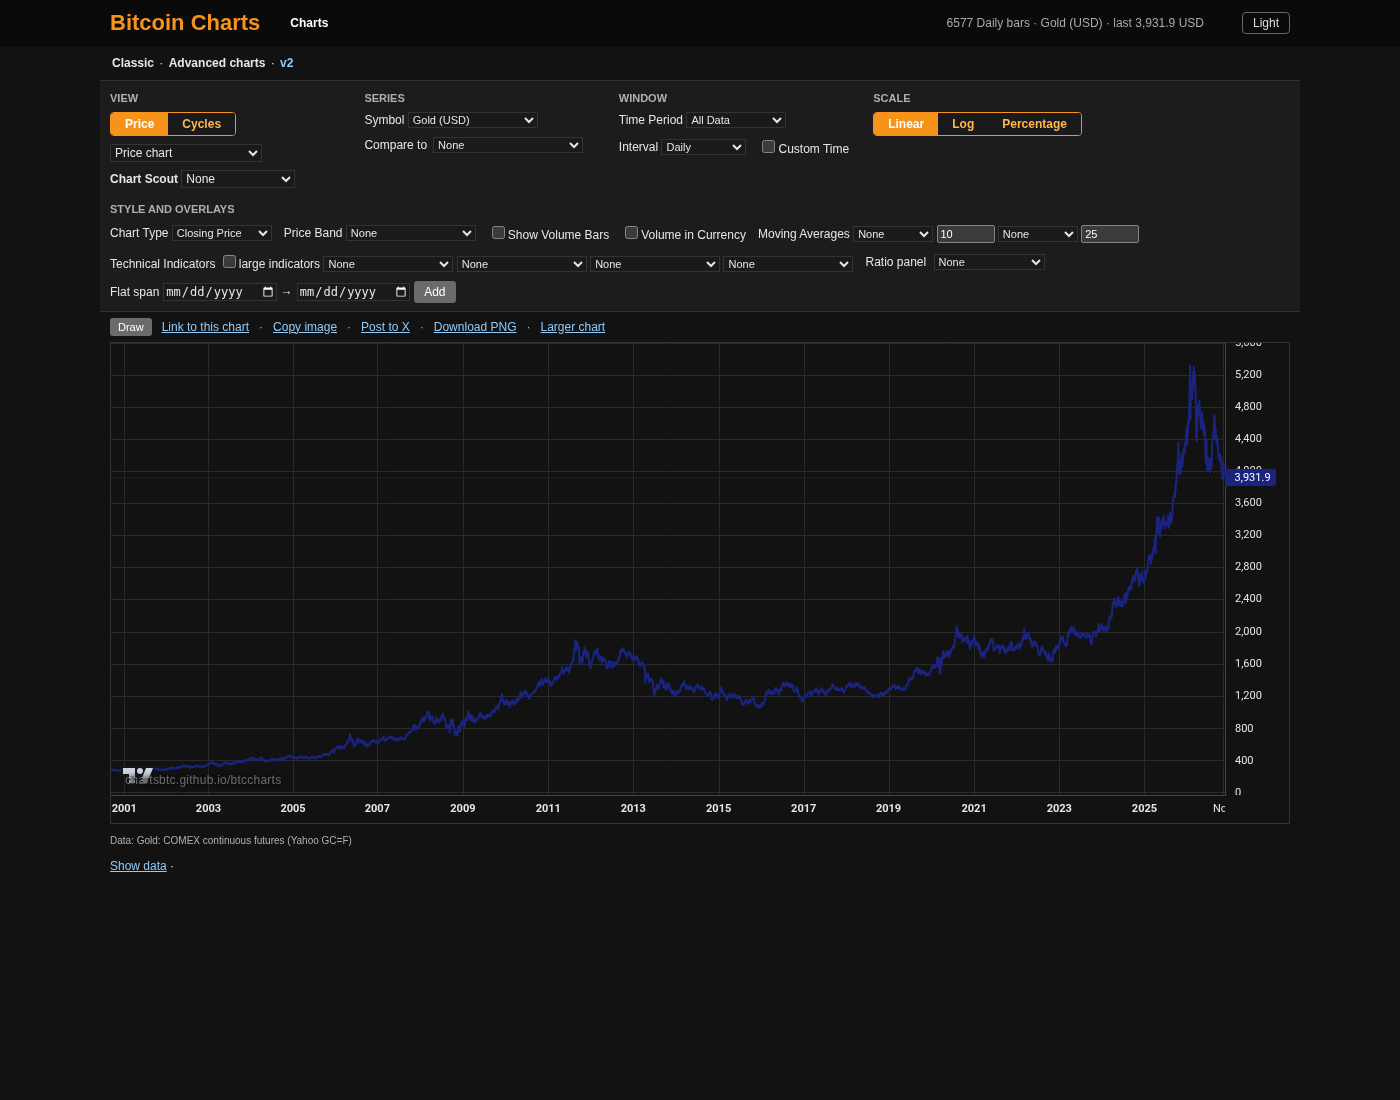 Bitcoin Charts
Charts
6577 Daily bars · Gold (USD) · last 3,931.9 USD
Light
Classic · Advanced charts · v2
VIEW
Price Cycles
Price chart
Chart Scout None
SERIES
Symbol Gold (USD)
Compare to None
WINDOW
Time Period All Data
Interval Daily Custom Time
SCALE
Linear Log Percentage
STYLE AND OVERLAYS
Chart Type Closing Price Price Band None Show Volume Bars Volume in Currency Moving Averages None 10 None 25
Technical Indicators large indicators None None None None Ratio panel None
Flat span mm/dd/yyyy → mm/dd/yyyy Add
Draw Link to this chart · Copy image · Post to X · Download PNG · Larger chart
5,200
4,800
4,400
3,931.9
3,600
3,200
2,800
2,400
2,000
1,600
1,200
800
400
0
chartsbtc.github.io/btccharts
2001 2003 2005 2007 2009 2011 2013 2015 2017 2019 2021 2023 2025
Data: Gold: COMEX continuous futures (Yahoo GC=F)
Show data ·